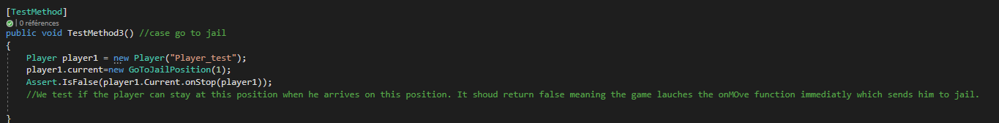 [TestMethod]
| 0 références
public void TestMethod3() //case go to jail
{
Player player1 = new Player("Player_test");
player1.current=new GoToJailPosition(1);
Assert.IsFalse(player1.Current.onStop(player1));
//We test if the player can stay at this position when he arrives on this position. It shoud return false meaning the game lauches the onMOve function immediatly which sends him to jail.
}